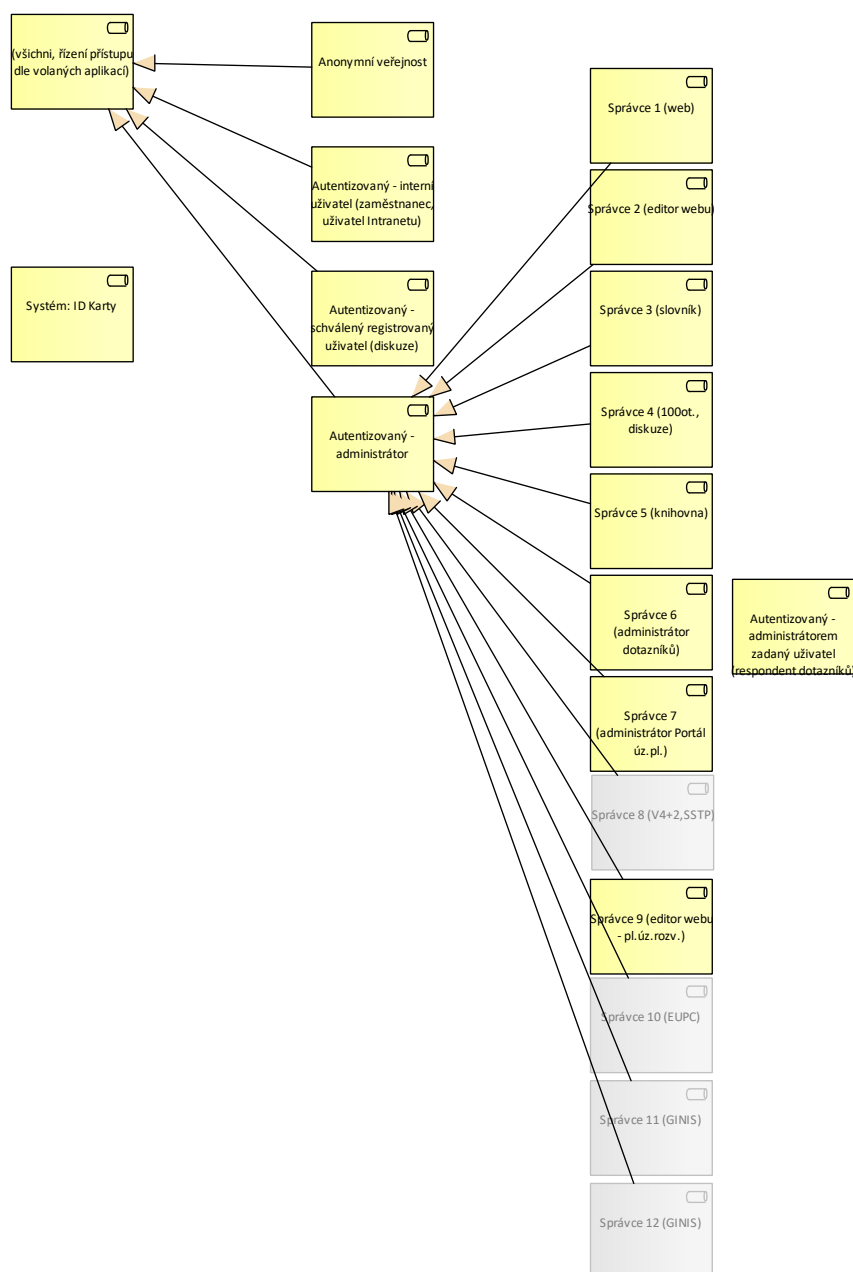 (všichni, řízení přístupu
dle volaných aplikací)
Anonymní veřejnost
Správce 1 (web)
Autentizovaný - interní
uživatel (zaměstnanec,
uživatel Intranetu)
Správce 2 (editor webu)
Systém: ID Karty
Autentizovaný -
schválený registrovaný
uživatel (diskuze)
Správce 3 (slovník)
Autentizovaný -
administrátor
Správce 4 (100ot.,
diskuze)
Správce 5 (knihovna)
Správce 6
(administrátor
dotazníků)
Autentizovaný -
administrátorem
zadaný uživatel
(respondent dotazníků)
Správce 7
(administrátor Portál
úz.pl.)
Správce 8 (V4+2,SSTP)
Správce 9 (editor webu
- pl.úz.rozv.)
Správce 10 (EUPC)
Správce 11 (GINIS)
Správce 12 (GINIS)